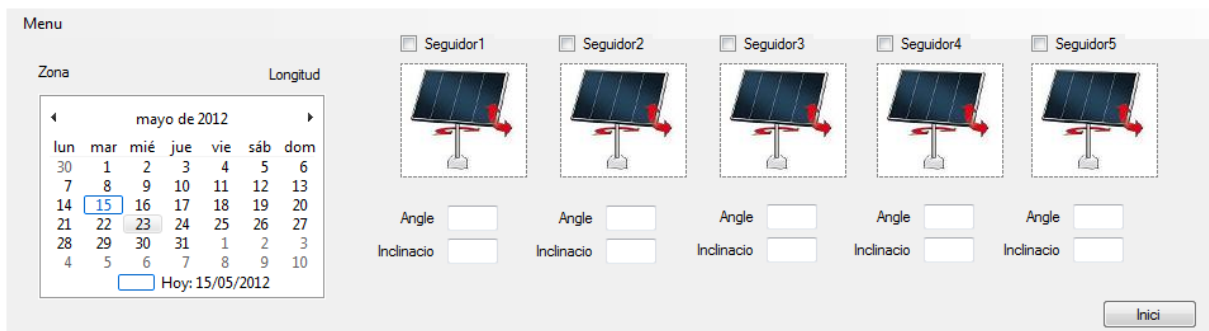 Menu
Seguidor1 Seguidor2 Seguidor3 Seguidor4 Seguidor5
Zona Longitud
mayo de 2012
lun mar mié jue vie sáb dom
30 1 2 3 4 5 6
7 8 9 10 11 12 13
14 15 16 17 18 19 20
21 22 23 24 25 26 27
28 29 30 31 1 2 3
4 5 6 7 8 9 10
Hoy: 15/05/2012
Angle Angle Angle Angle Angle
Inclinacio Inclinacio Inclinacio Inclinacio Inclinacio
Inici